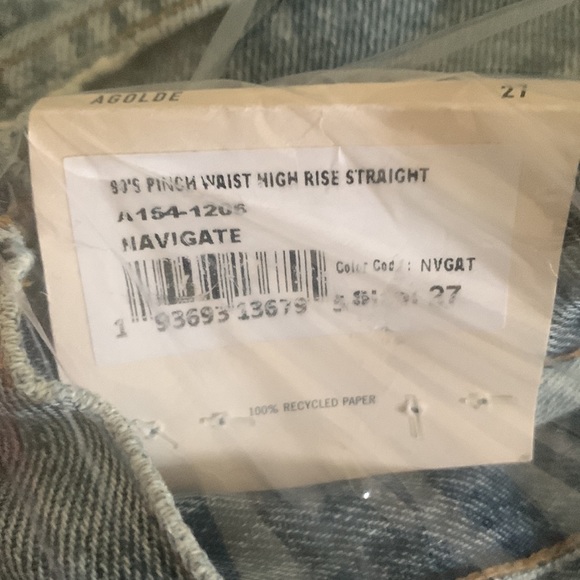 AGOLDE 27
90'S PINCH WAIST HIGH RISE STRAIGHT
A154-1206
NAVIGATE
Color Code: NVGAT
1 93693 13679 5 27
100% RECYCLED PAPER